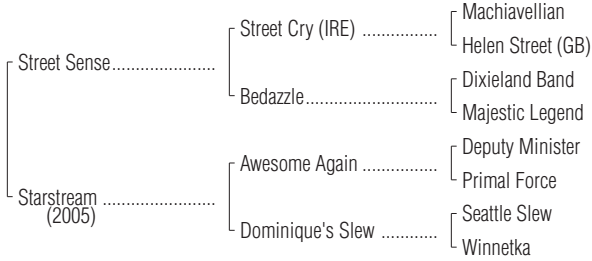 Machiavellian
Street Cry (IRE) ................
Helen Street (GB)
Street Sense......................
Dixieland Band
Bedazzle............................
Majestic Legend
Deputy Minister
Awesome Again ................
Primal Force
Starstream ........................
(2005)
Seattle Slew
Dominique's Slew ............
Winnetka